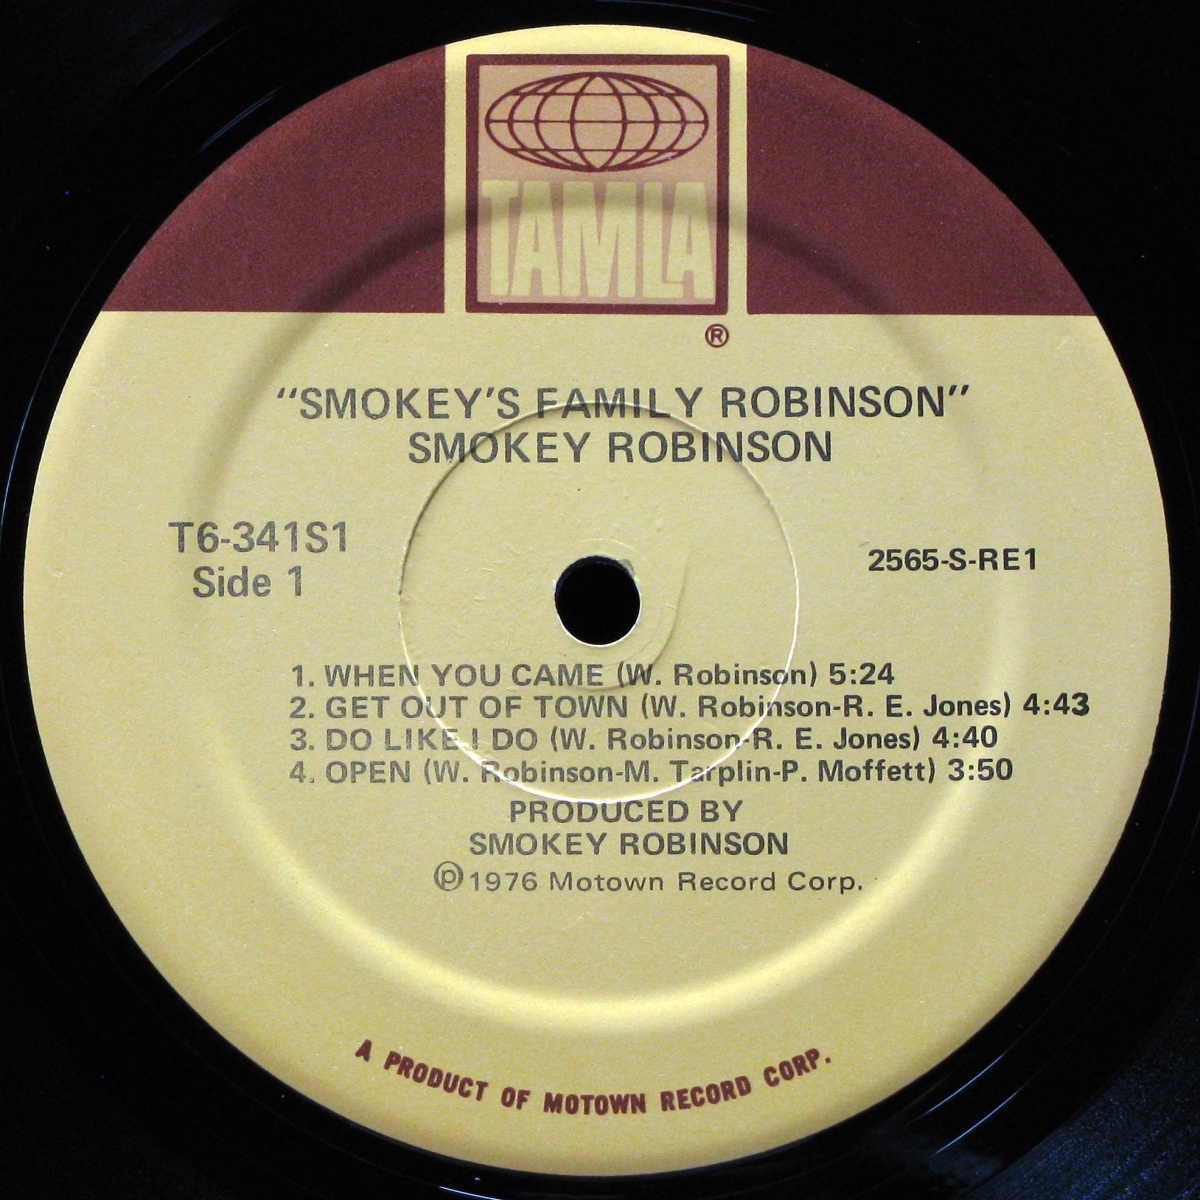 TAMLA
®
"SMOKEY'S FAMILY ROBINSON"
SMOKEY ROBINSON
T6-341S1
Side 1
2565-S-RE1
1. WHEN YOU CAME (W. Robinson) 5:24
2. GET OUT OF TOWN (W. Robinson-R. E. Jones) 4:43
3. DO LIKE I DO (W. Robinson-R. E. Jones) 4:40
4. OPEN (W. Robinson-M. Tarplin-P. Moffett) 3:50
PRODUCED BY
SMOKEY ROBINSON
℗1976 Motown Record Corp.
A PRODUCT OF MOTOWN RECORD CORP.